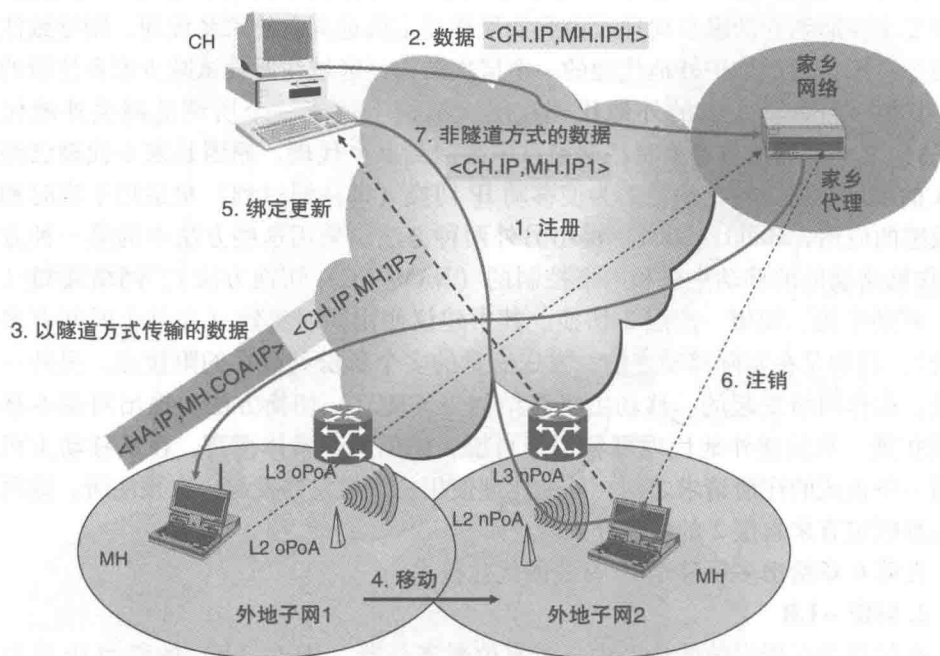 CH
2. 数据 <CH.IP,MH.IPH>
家乡
网络
7. 非隧道方式的数据
<CH.IP,MH.IP1>
家乡
代理
5. 绑定更新
1. 注册
<CH.IP,MH.IP>
3. 以隧道方式传输的数据
<HA.IP,MH.COA.IP>
6. 注销
L3 oPoA
L3 nPoA
L2 nPoA
L2 oPoA
MH
4. 移动
MH
外地子网1
外地子网2